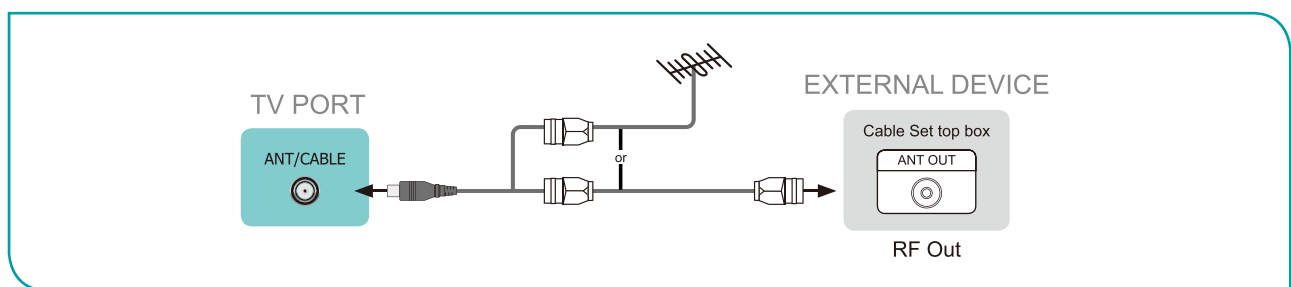 TV PORT
ANT/CABLE
or
EXTERNAL DEVICE
Cable Set top box
ANT OUT
RF Out